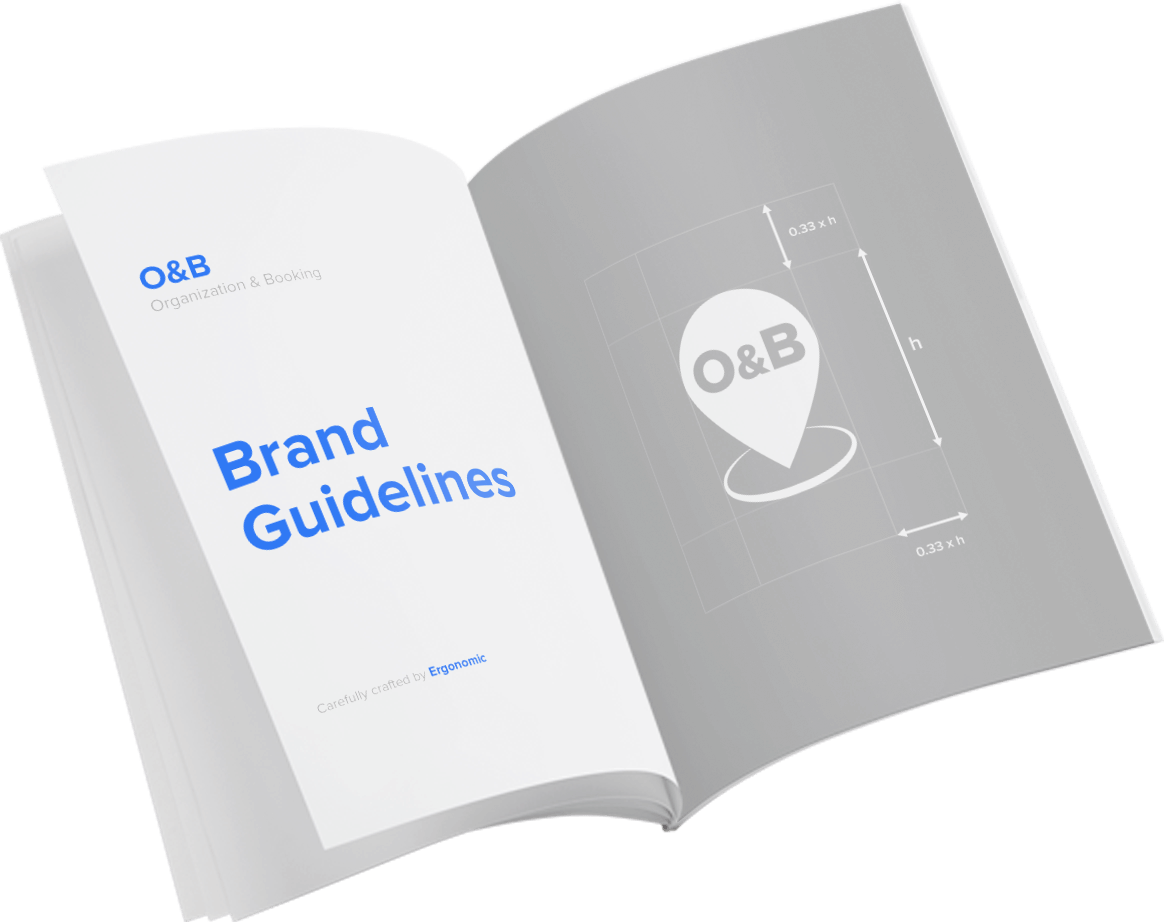 O&B
Organization & Booking
Brand
Guidelines
Carefully crafted by Ergonomic
0.33 x h
O&B
h
0.33 x h